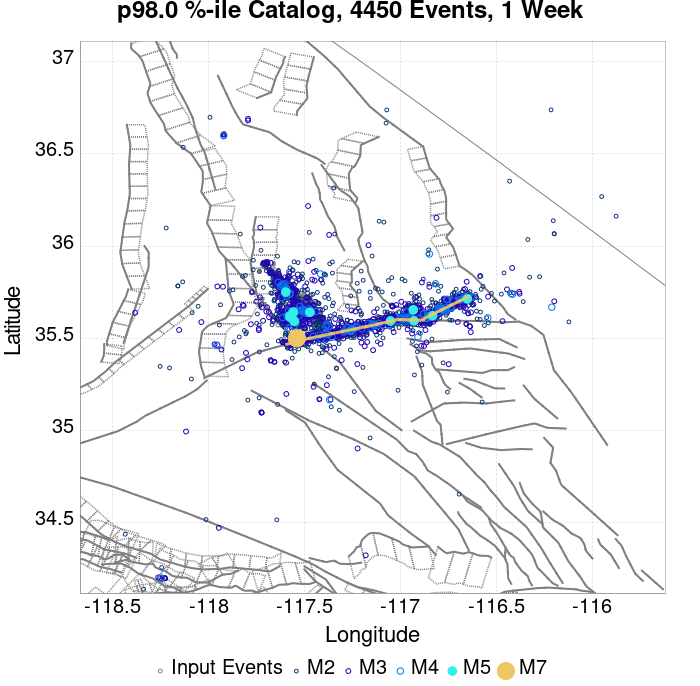 p98.0 %-ile Catalog, 4450 Events, 1 Week
37
36.5
36
35.5
35
34.5
Latitude
-118.5 -118 -117.5 -117 -116.5 -116
Longitude
Input Events M2 M3 M4 M5 M7